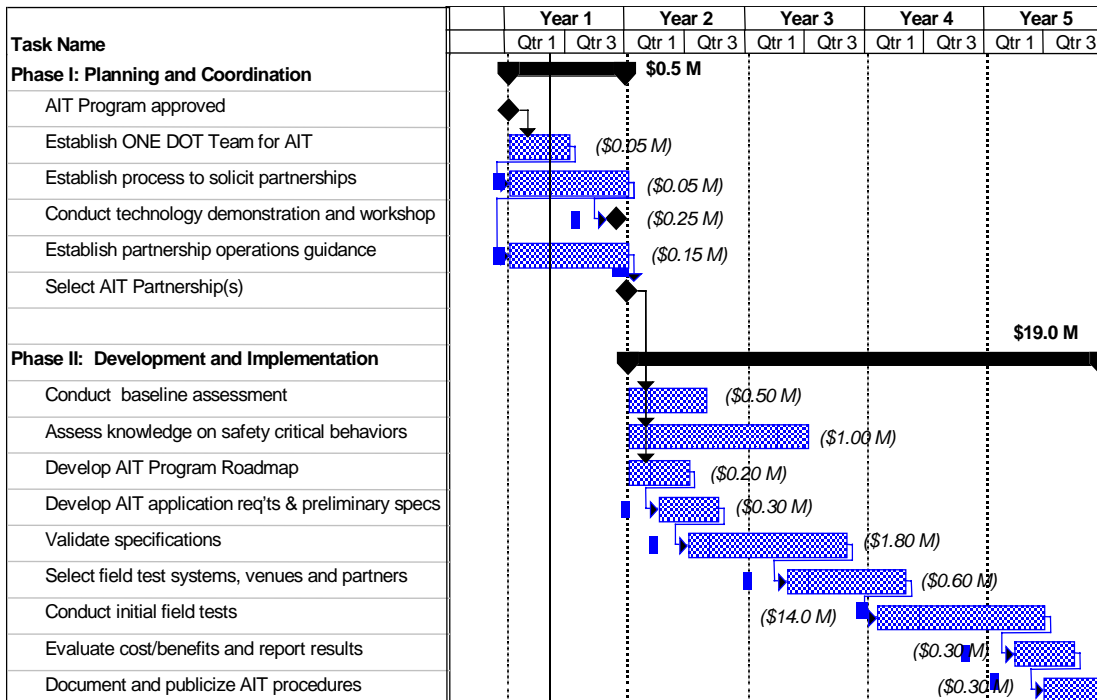 Year 1 Year 2 Year 3 Year 4 Year 5
Task Name Qtr 1 Qtr 3 Qtr 1 Qtr 3 Qtr 1 Qtr 3 Qtr 1 Qtr 3 Qtr 1 Qtr 3
Phase I: Planning and Coordination $0.5 M
AIT Program approved
Establish ONE DOT Team for AIT ($0.05 M)
Establish process to solicit partnerships ($0.05 M)
Conduct technology demonstration and workshop ($0.25 M)
Establish partnership operations guidance ($0.15 M)
Select AIT Partnership(s)
$19.0 M
Phase II: Development and Implementation
Conduct baseline assessment ($0.50 M)
Assess knowledge on safety critical behaviors ($1.00 M)
Develop AIT Program Roadmap ($0.20 M)
Develop AIT application req'ts & preliminary specs ($0.30 M)
Validate specifications ($1.80 M)
Select field test systems, venues and partners ($0.60 M)
Conduct initial field tests ($14.0 M)
Evaluate cost/benefits and report results ($0.30 M)
Document and publicize AIT procedures ($0.30 M)